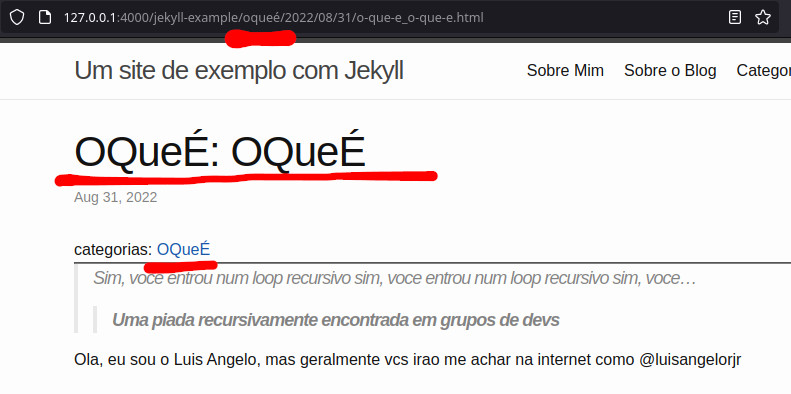 127.0.0.1:4000/jekyll-example/oqueé/2022/08/31/o-que-e_o-que-e.html
Um site de exemplo com Jekyll
Sobre Mim Sobre o Blog Categor
OQueÉ: OQueÉ
Aug 31, 2022
categorias: OQueÉ
Sim, voce entrou num loop recursivo sim, voce entrou num loop recursivo sim, voce…
Uma piada recursivamente encontrada em grupos de devs
Ola, eu sou o Luis Angelo, mas geralmente vcs irao me achar na internet como @luisangelorjr